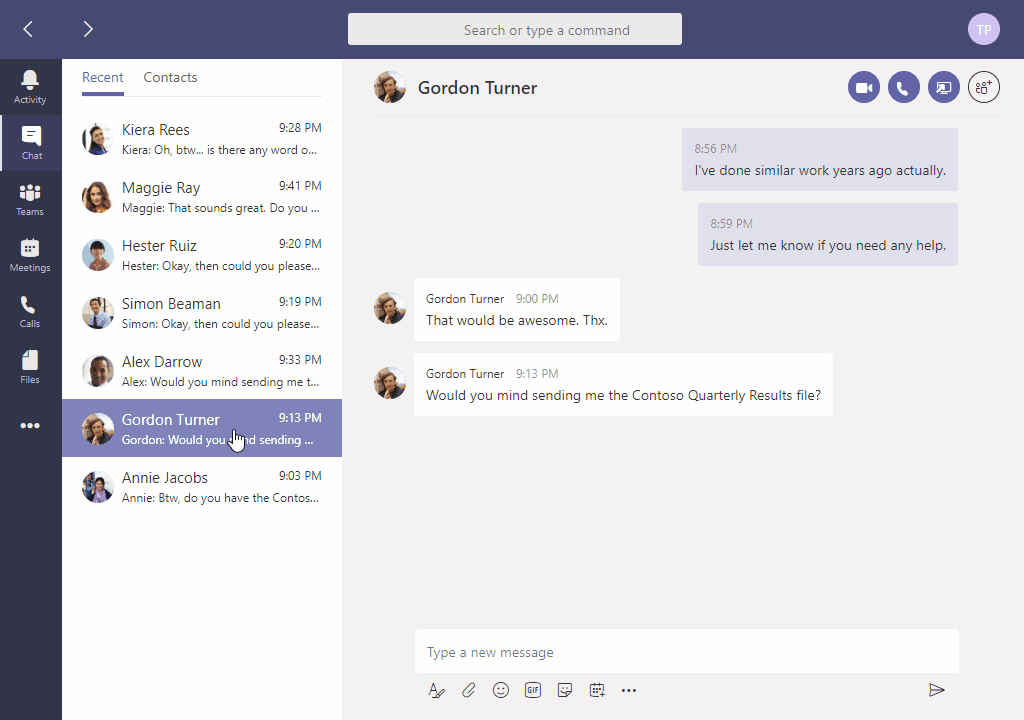 Search or type a command
TP
Activity
Chat
Teams
Meetings
Calls
Files
Recent Contacts
Kiera Rees 9:28 PM
Kiera: Oh, btw... is there any word o...
Maggie Ray 9:41 PM
Maggie: That sounds great. Do you ...
Hester Ruiz 9:20 PM
Hester: Okay, then could you please...
Simon Beaman 9:19 PM
Simon: Okay, then could you please...
Alex Darrow 9:33 PM
Alex: Would you mind sending me t...
Gordon Turner 9:13 PM
Gordon: Would you sending ...
Annie Jacobs 9:03 PM
Annie: Btw, do you have the Contos...
Gordon Turner
8:56 PM
I've done similar work years ago actually.
8:59 PM
Just let me know if you need any help.
Gordon Turner 9:00 PM
That would be awesome. Thx.
Gordon Turner 9:13 PM
Would you mind sending me the Contoso Quarterly Results file?
Type a new message
GIF